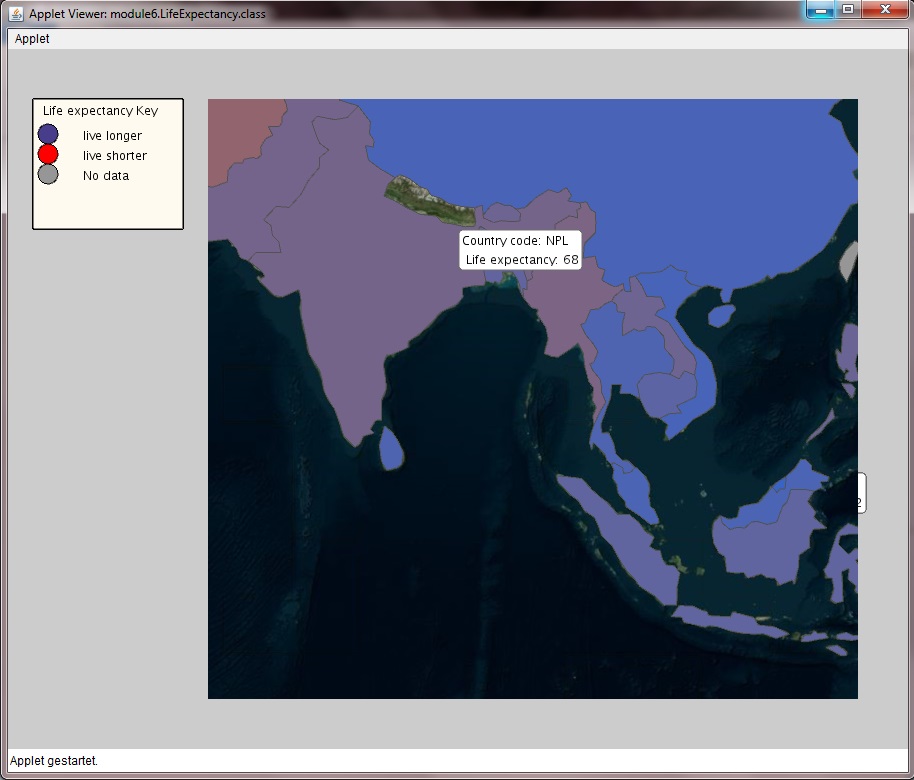 Applet Viewer: module6.LifeExpectancy.class
Applet
Life expectancy Key
live longer
live shorter
No data
Country code: NPL
Life expectancy: 68
2
Applet gestartet.